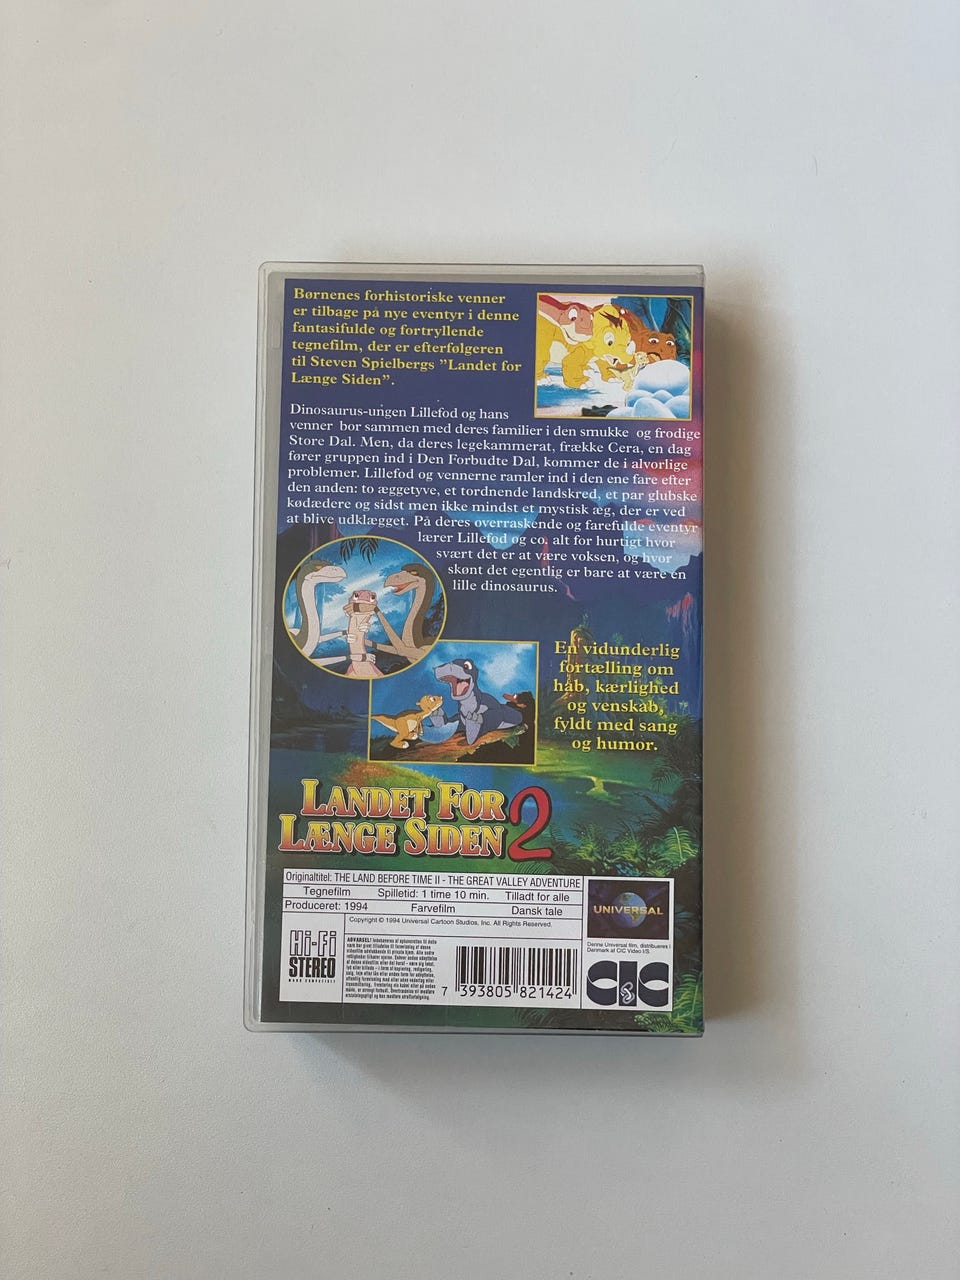 Børnenes forhistoriske venner
er tilbage på nye eventyr i denne
fantasifulde og fortryllende
tegnefilm, der er efterfølgeren
til Steven Spielbergs ”Landet for
Længe Siden”.
Dinosaurus-ungen Lillefod og hans
venner bor sammen med deres familier i den smukke og frodige
Store Dal. Men, da deres legekammerat, frække Cera, en dag
fører gruppen ind i Den Forbudte Dal, kommer de i alvorlige
problemer. Lillefod og vennerne ramler ind i den ene fare efter
den anden: to æggetyve, et tordnende landskred, et par glubske
kødædere og sidst men ikke mindst et mystisk æg, der er ved
at blive udklægget. På deres overraskende og farefulde eventyr
lærer Lillefod og co. alt for hurtigt hvor
svært det er at være voksen, og hvor
skønt det egentlig er bare at være en
lille dinosaurus.
En vidunderlig
fortælling om
håb, kærlighed
og venskab,
fyldt med sang
og humor.
LANDET FOR
LÆNGE SIDEN 2
Originaltitel: THE LAND BEFORE TIME II - THE GREAT VALLEY ADVENTURE
Tegnefilm Spilletid: 1 time 10 min. Tilladt for alle
Produceret: 1994 Farvefilm Dansk tale
Copyright © 1994 Universal Cartoon Studios, Inc. All Rights Reserved.
UNIVERSAL
Denne Universal film, distribueres i
Danmark af CIC Video I/S.
Hi-Fi
STEREO
MONO COMPATIBLE
ADVARSEL!
7 393805 821424
CIC